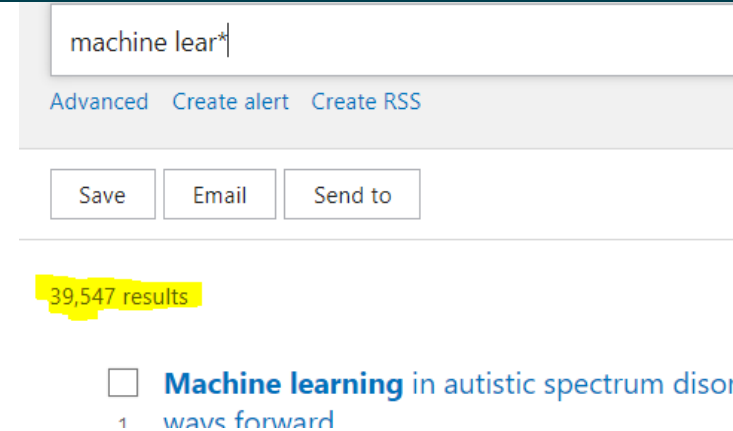 machine lear*
Advanced Create alert Create RSS
Save Email Send to
39,547 results
Machine learning in autistic spectrum
1 ways forward